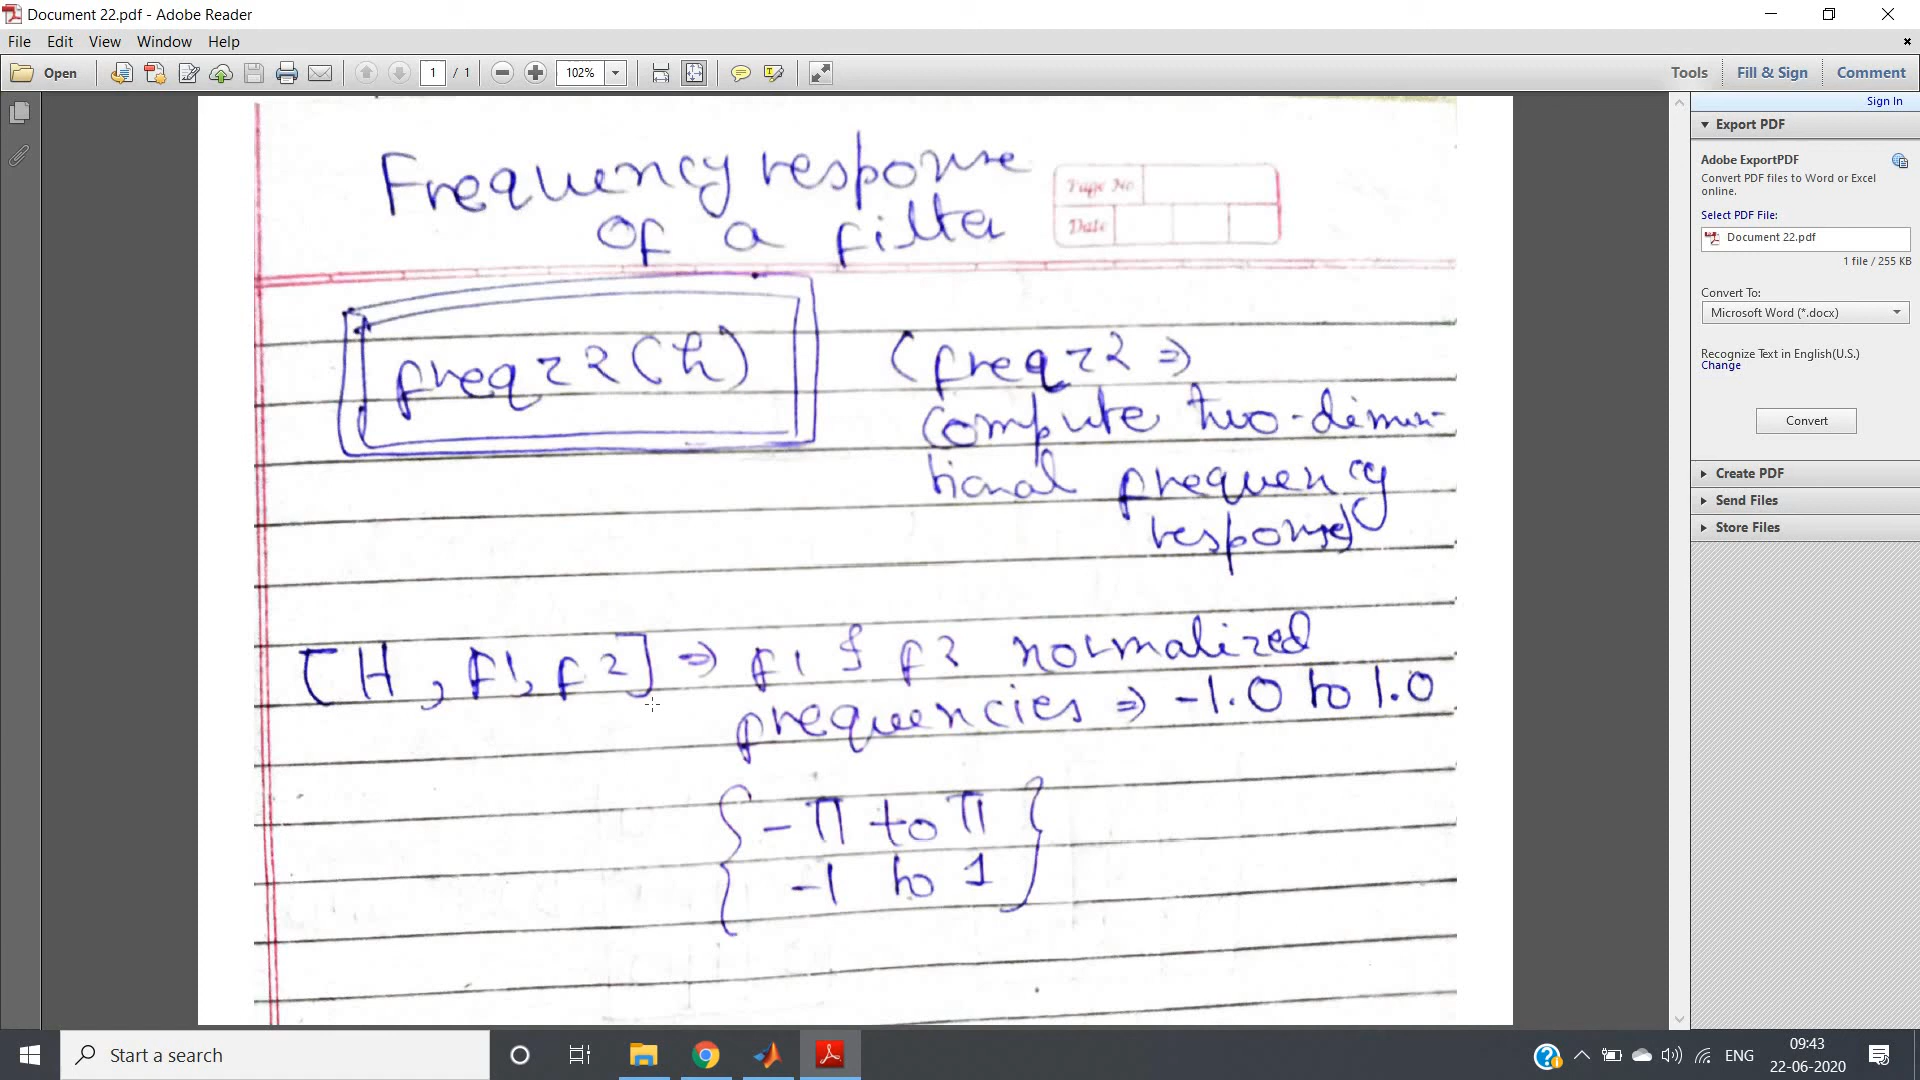 Document 22.pdf - Adobe Reader
File Edit View Window Help
Open 1 / 1 102% Tools Fill & Sign Comment
Frequency response
of a filter
Page No
Date
freqz2(h)
(freqz2 ⇒
compute two-dimen-
tional frequency
response)
[H, f1, f2] ⇒ f1 & f2 normalized
frequencies ⇒ -1.0 to 1.0
{ -π to π
-1 to 1 }
Sign In
Export PDF
Adobe ExportPDF
Convert PDF files to Word or Excel
online.
Select PDF File:
Document 22.pdf
1 file / 255 KB
Convert To:
Microsoft Word (*.docx)
Recognize Text in English(U.S.)
Change
Convert
Create PDF
Send Files
Store Files
Start a search
ENG
09:43
22-06-2020